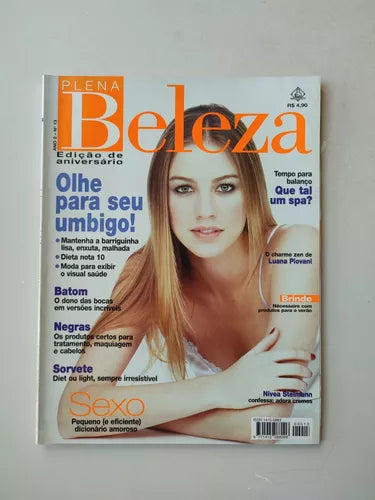 PLENA
Beleza
ANO 2 - Nº 13
R$ 4,90
Edição de
aniversário
Olhe
para seu
umbigo!
• Mantenha a barriguinha
lisa, enxuta, malhada
• Dieta nota 10
• Moda para exibir
o visual saúde
Batom
O dono das bocas
em versões incríveis
Negras
Os produtos certos para
tratamento, maquiagem
e cabelos
Sorvete
Diet ou light, sempre irresistível
Sexo
Pequeno (e eficiente)
dicionário amoroso
Tempo para
balanço
Que tal
um spa?
O charme zen de
Luana Piovani
Brinde
Nécessaire com
produtos para o verão
Nívea Stelmann
confessa: adora cremes